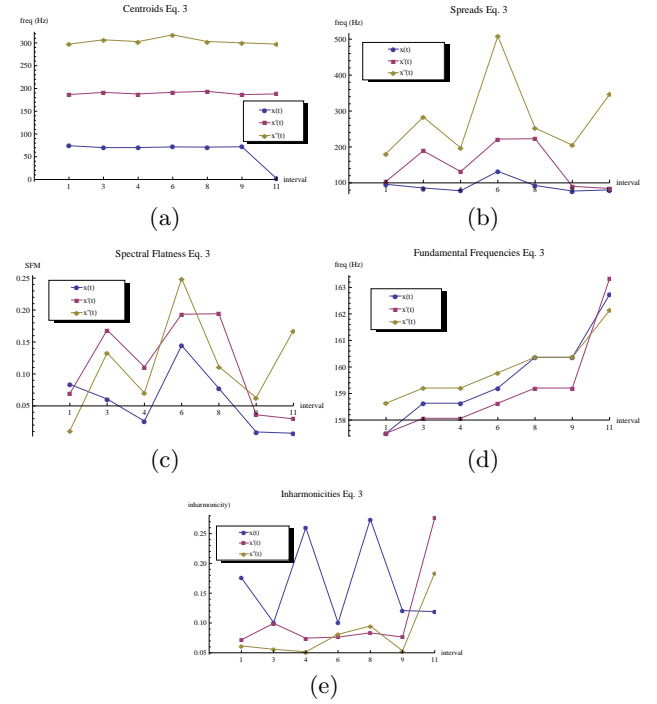 Centroids Eq. 3
freq (Hz)
300
250
200
150
100
50
0
x(t)
x'(t)
x''(t)
1 3 4 6 8 9 11
interval
(a)
Spreads Eq. 3
freq (Hz)
500
400
300
200
100
x(t)
x'(t)
x''(t)
1 3 4 6 8 9 11
interval
(b)
Spectral Flatness Eq. 3
SFM
0.25
0.20
0.15
0.10
0.05
x(t)
x'(t)
x''(t)
1 3 4 6 8 9 11
interval
(c)
Fundamental Frequencies Eq. 3
freq (Hz)
163
162
161
160
159
158
x(t)
x'(t)
x''(t)
1 3 4 6 8 9 11
interval
(d)
Inharmonicities Eq. 3
inharmonicity)
0.25
0.20
0.15
0.10
0.05
x(t)
x'(t)
x''(t)
1 3 4 6 8 9 11
interval
(e)